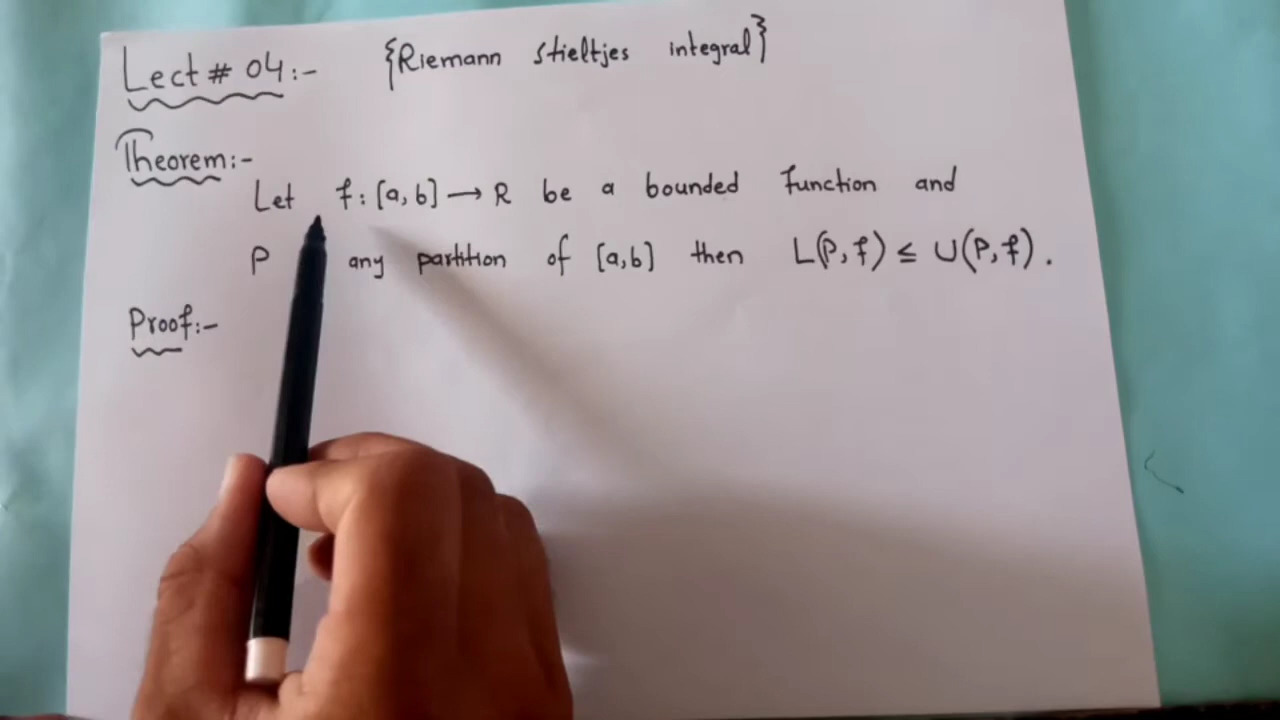 Lect # 04:- {Riemann stieltjes integral}
Theorem:-
Let f:[a,b]→R be a bounded function and
P any partition of [a,b] then L(P,f) ≤ U(P,f).
Proof:-